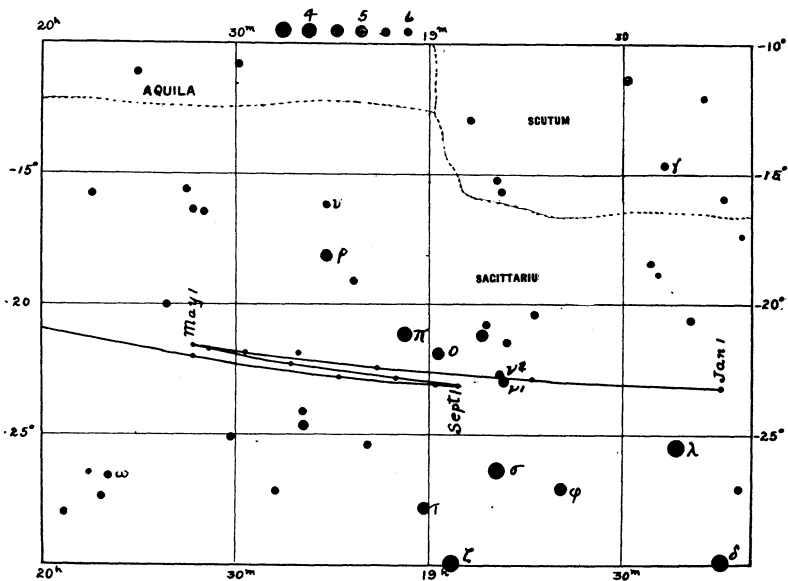 4 5 6
20h 30m 19h 30
-10°
AQUILA
SCUTUM
-15° γ -15°
υ
ρ
SAGITTARIU
-20 May 1 -20°
π ο
Jan 1
ν2
ν1
Sept 1
-25° -25°
λ
ω σ φ
τ
ζ δ
20h 30m 19h 30m